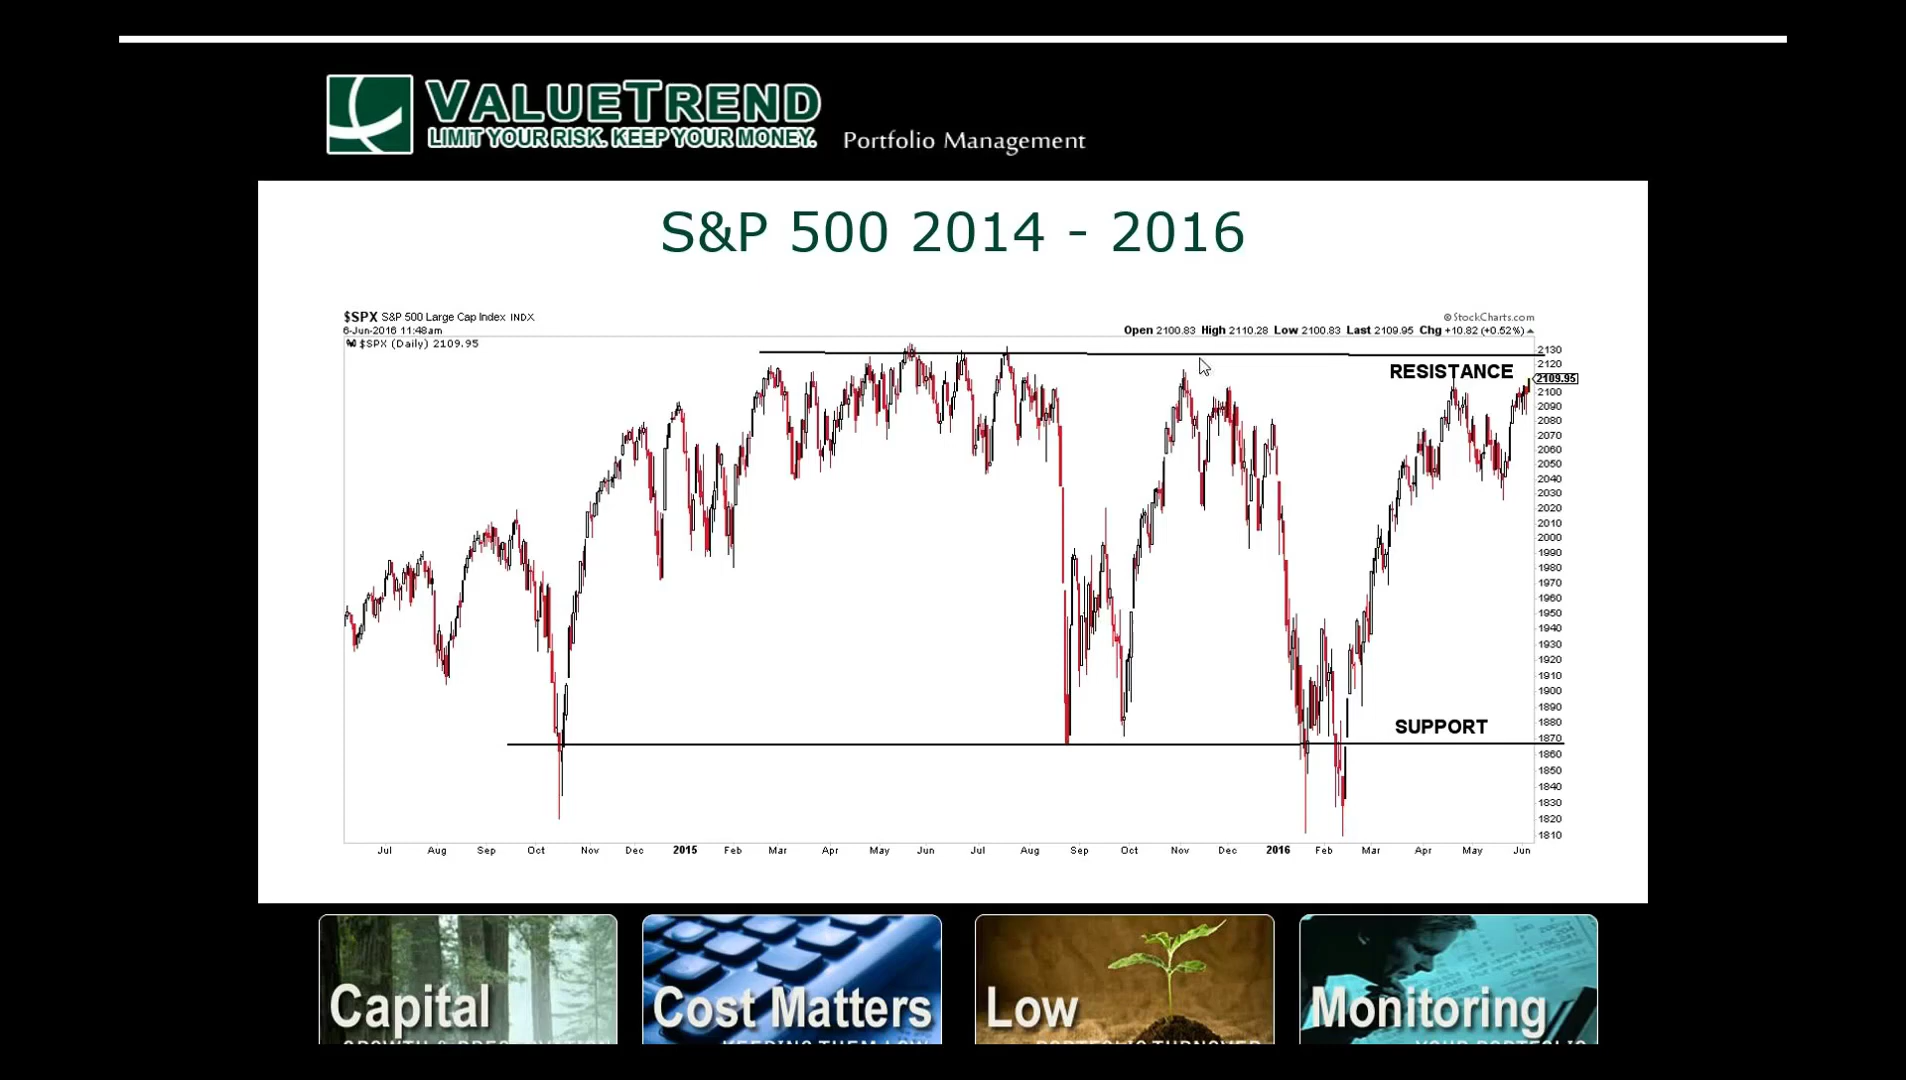 VALUETREND
LIMIT YOUR RISK. KEEP YOUR MONEY.
Portfolio Management
S&P 500 2014 - 2016
$SPX S&P 500 Large Cap Index INDX
© StockCharts.com
6-Jun-2016 11:48am
Open 2100.83 High 2110.28 Low 2100.83 Last 2109.95 Chg +10.82 (+0.52%)
$SPX (Daily) 2109.95
2130
2120
RESISTANCE
2109.95
2100
2090
2080
2070
2060
2050
2040
2030
2020
2010
2000
1990
1980
1970
1960
1950
1940
1930
1920
1910
1900
1890
1880
SUPPORT
1870
1860
1850
1840
1830
1820
1810
Jul Aug Sep Oct Nov Dec 2015 Feb Mar Apr May Jun Jul Aug Sep Oct Nov Dec 2016 Feb Mar Apr May Jun
Capital
Cost Matters
Low
Monitoring